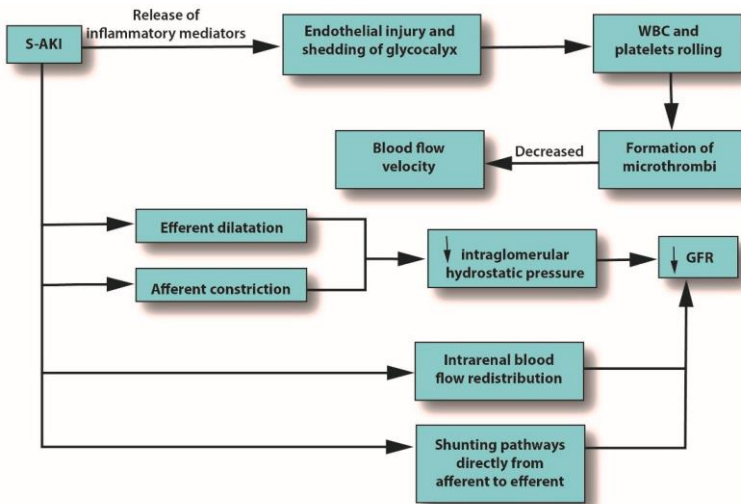 S-AKI
Release of
inflammatory mediators
Endothelial injury and
shedding of glycocalyx
WBC and
platelets rolling
Blood flow
velocity
Decreased
Formation of
microthrombi
Efferent dilatation
Afferent constriction
↓ intraglomerular
hydrostatic pressure
↓ GFR
Intrarenal blood
flow redistribution
Shunting pathways
directly from
afferent to efferent